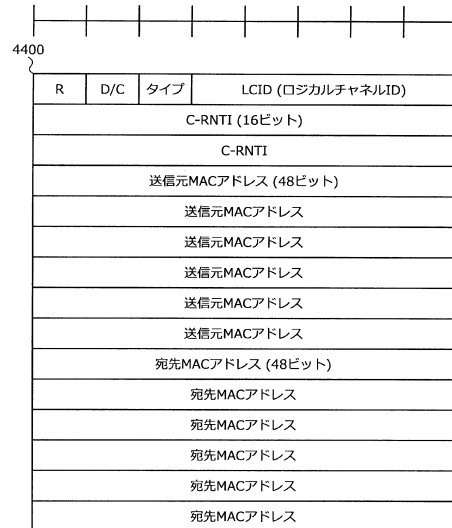 4400
R D/C タイプ LCID (ロジカルチャネルID)
C-RNTI (16ビット)
C-RNTI
送信元MACアドレス (48ビット)
送信元MACアドレス
送信元MACアドレス
送信元MACアドレス
送信元MACアドレス
送信元MACアドレス
宛先MACアドレス (48ビット)
宛先MACアドレス
宛先MACアドレス
宛先MACアドレス
宛先MACアドレス
宛先MACアドレス